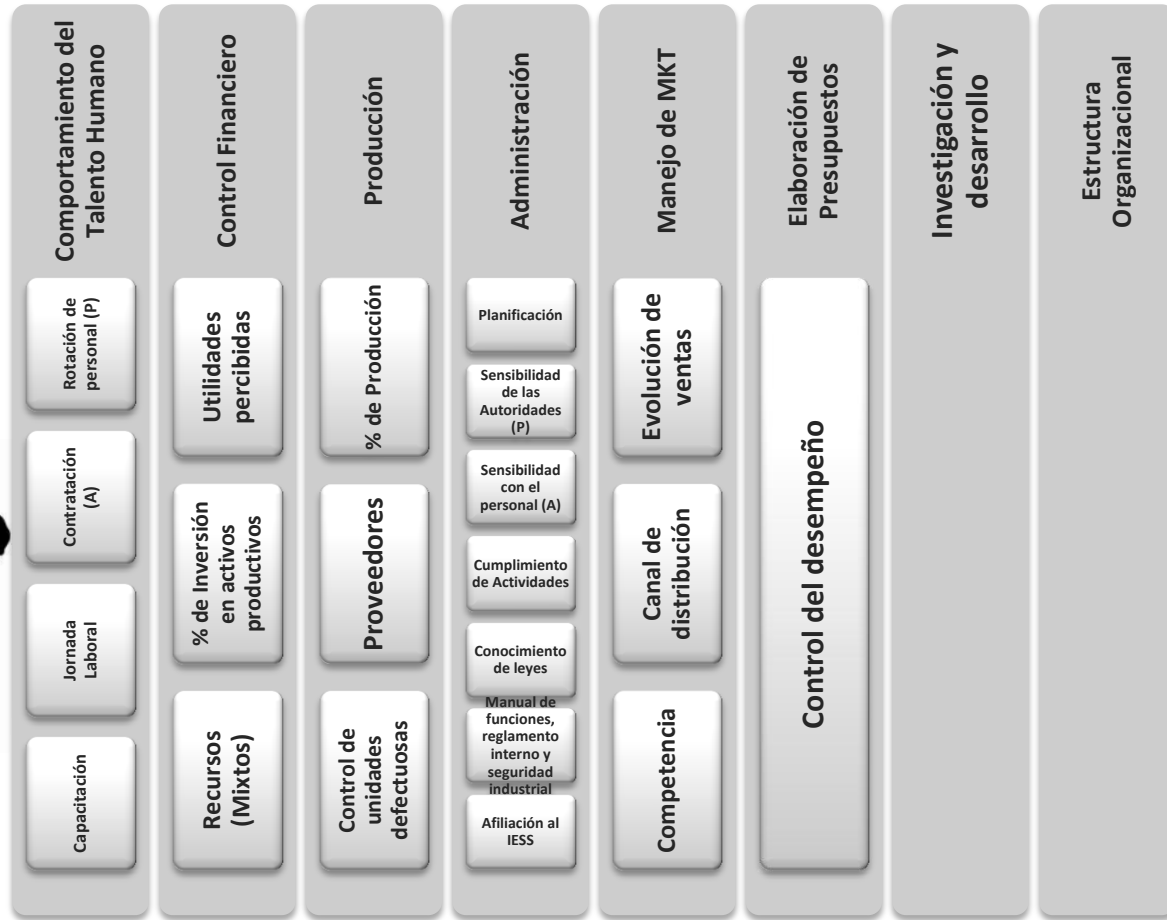 Comportamiento del
Talento Humano
Rotación de
personal (P)
Contratación
(A)
Jornada
Laboral
Capacitación
Control Financiero
Utilidades
percibidas
% de Inversión
en activos
productivos
Recursos
(Mixtos)
Producción
% de Producción
Proveedores
Control de
unidades
defectuosas
Administración
Planificación
Sensibilidad
de las
Autoridades
(P)
Sensibilidad
con el
personal (A)
Cumplimiento
de Actividades
Conocimiento
de leyes
Manual de
funciones,
reglamento
interno y
seguridad
industrial
Afiliación al
IESS
Manejo de MKT
Evolución de
ventas
Canal de
distribución
Competencia
Elaboración de
Presupuestos
Control del desempeño
Investigación y
desarrollo
Estructura
Organizacional